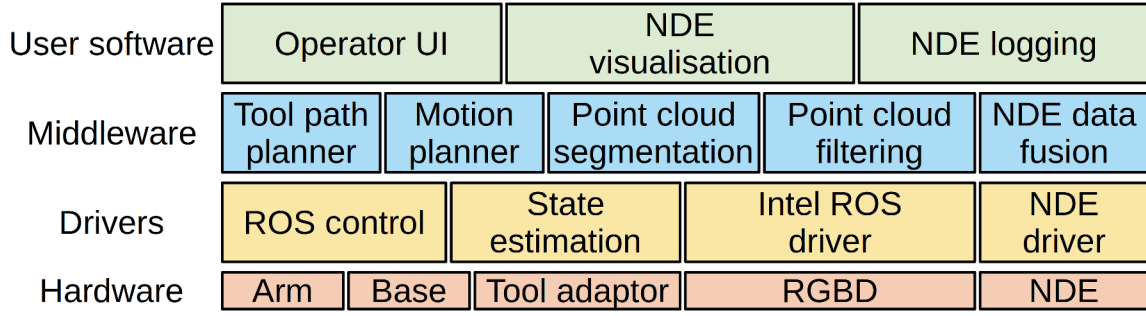 User software
Operator UI
NDE
visualisation
NDE logging
Middleware
Tool path
planner
Motion
planner
Point cloud
segmentation
Point cloud
filtering
NDE data
fusion
Drivers
ROS control
State
estimation
Intel ROS
driver
NDE
driver
Hardware
Arm
Base
Tool adaptor
RGBD
NDE